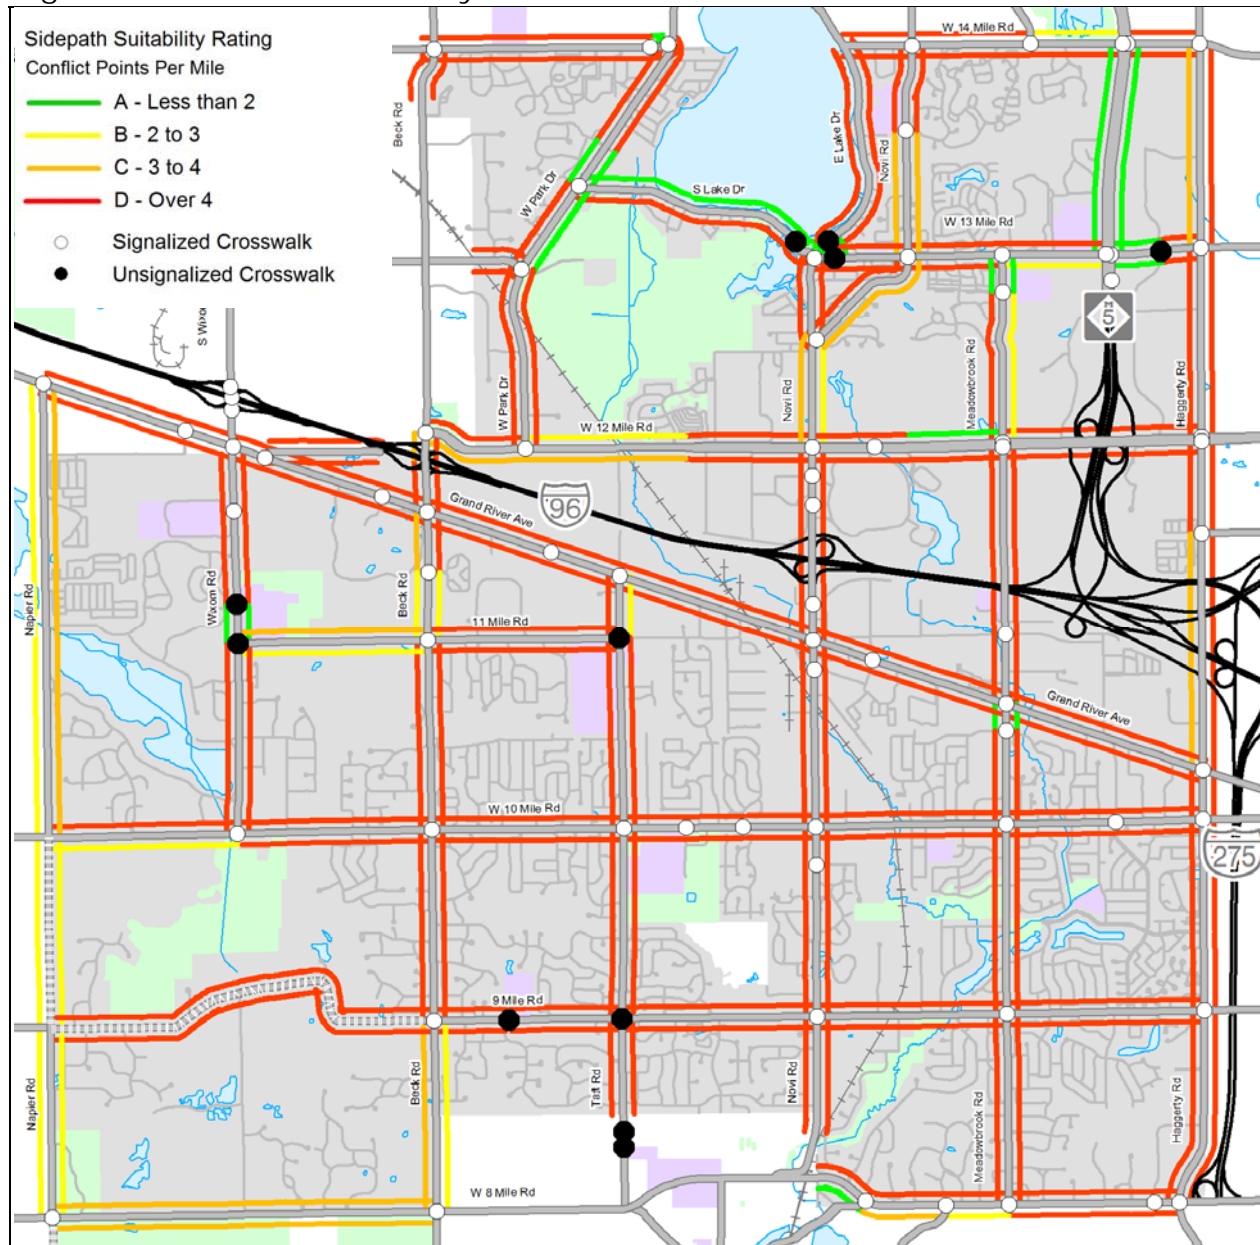 Sidepath Suitability Rating
Conflict Points Per Mile
A - Less than 2
B - 2 to 3
C - 3 to 4
D - Over 4
Signalized Crosswalk
Unsignalized Crosswalk
W 14 Mile Rd
Beck Rd
E Lake Dr
Novi Rd
W Park Dr
S Lake Dr
W 13 Mile Rd
M
5
S Wixo
W Park Dr
Novi Rd
Meadowbrook Rd
Haggerty Rd
W 12 Mile Rd
96
Grand River Ave
Napier Rd
Wixom Rd
Beck Rd
11 Mile Rd
Grand River Ave
W 10 Mile Rd
275
9 Mile Rd
Napier Rd
Beck Rd
Taft Rd
Novi Rd
Meadowbrook Rd
Haggerty Rd
W 8 Mile Rd